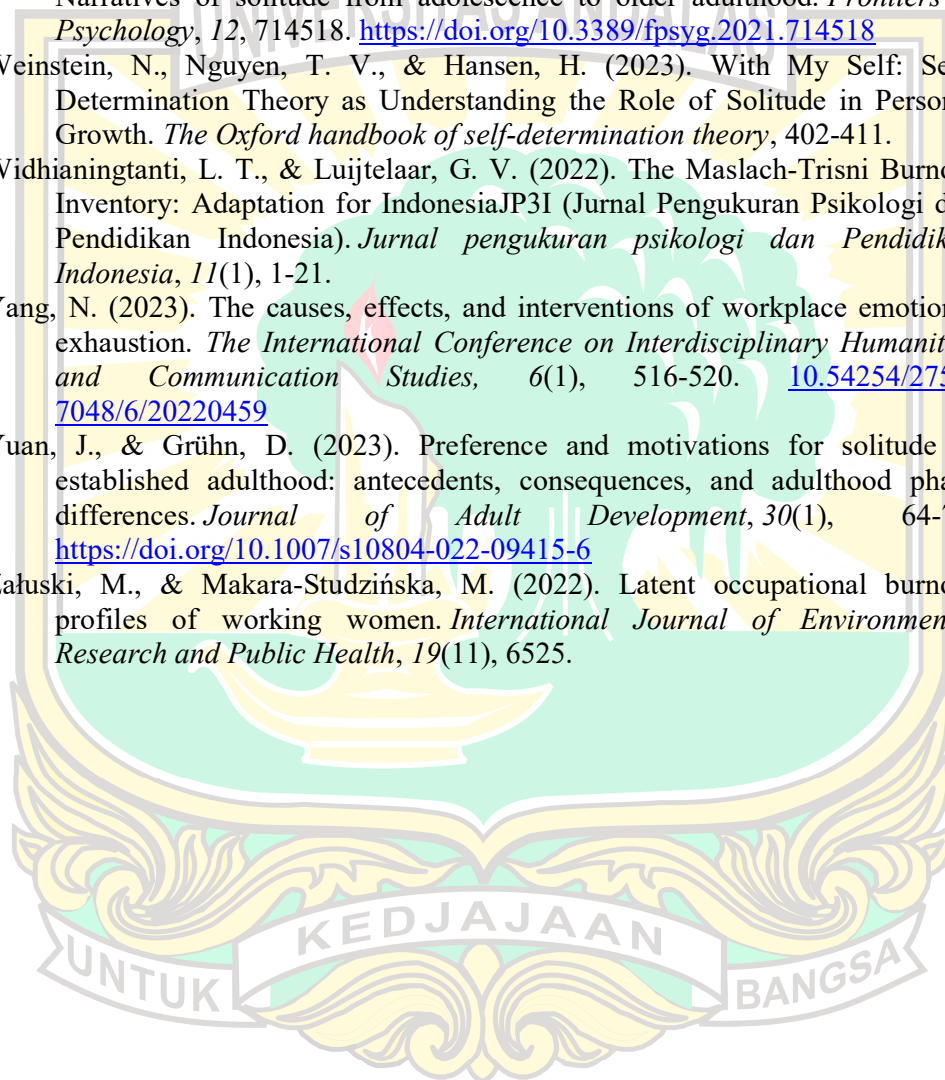 Narratives of solitude from adolescence to older adulthood. Frontiers
Psychology, 12, 714518. https://doi.org/10.3389/fpsyg.2021.714518
Weinstein, N., Nguyen, T. V., & Hansen, H. (2023). With My Self: Se
Determination Theory as Understanding the Role of Solitude in Person
Growth. The Oxford handbook of self-determination theory, 402-411.
Widhianingtanti, L. T., & Luijtelaar, G. V. (2022). The Maslach-Trisni Burno
Inventory: Adaptation for IndonesiaJP3I (Jurnal Pengukuran Psikologi d
Pendidikan Indonesia). Jurnal pengukuran psikologi dan Pendidik
Indonesia, 11(1), 1-21.
Yang, N. (2023). The causes, effects, and interventions of workplace emotion
exhaustion. The International Conference on Interdisciplinary Humanit
and Communication Studies, 6(1), 516-520. 10.54254/275
7048/6/20220459
Yuan, J., & Grühn, D. (2023). Preference and motivations for solitude
established adulthood: antecedents, consequences, and adulthood pha
differences. Journal of Adult Development, 30(1), 64-7
https://doi.org/10.1007/s10804-022-09415-6
Załuski, M., & Makara-Studzińska, M. (2022). Latent occupational burno
profiles of working women. International Journal of Environmen
Research and Public Health, 19(11), 6525.
UNTUK KEDJAJAAN BANGSA